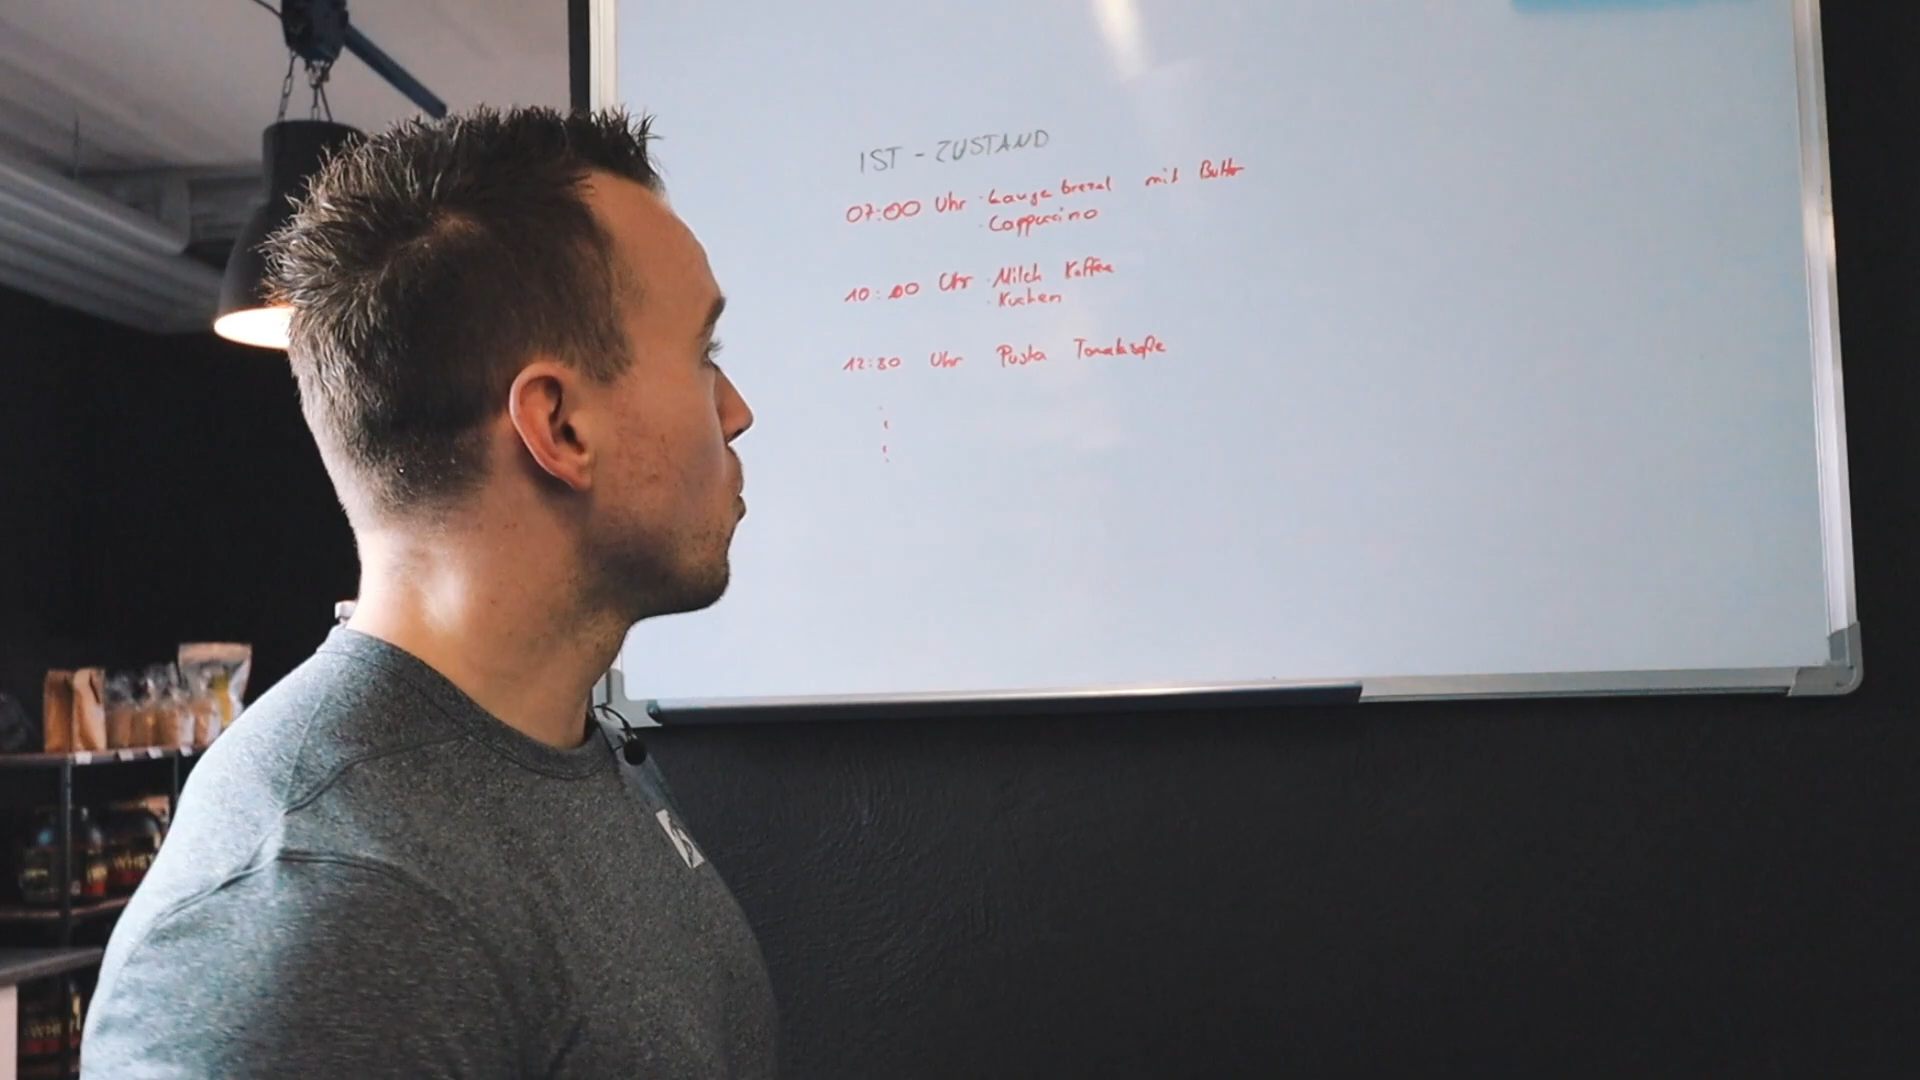 IST - ZUSTAND
07:00 Uhr · Laugebrezel mit Butter
· Cappuccino
10:00 Uhr · Milch Kaffee
· Kuchen
12:30 Uhr Pasta Tomatensoße
WHEY